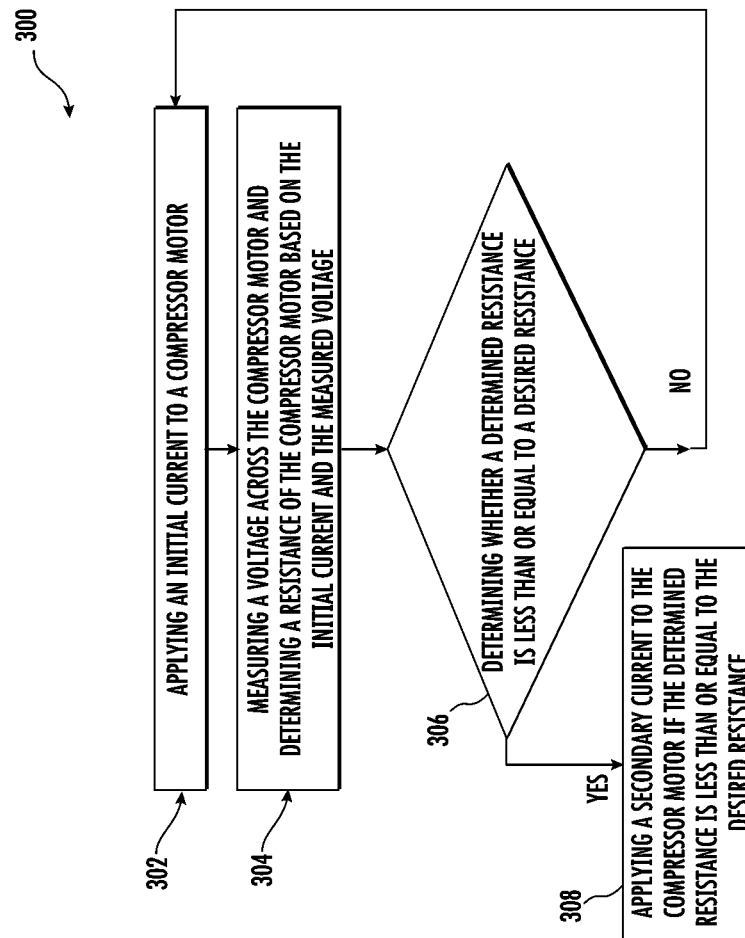 300
302
APPLYING AN INITIAL CURRENT TO A COMPRESSOR MOTOR
304
MEASURING A VOLTAGE ACROSS THE COMPRESSOR MOTOR AND
DETERMINING A RESISTANCE OF THE COMPRESSOR MOTOR BASED ON THE
INITIAL CURRENT AND THE MEASURED VOLTAGE
306
DETERMINING WHETHER A DETERMINED RESISTANCE
IS LESS THAN OR EQUAL TO A DESIRED RESISTANCE
YES
NO
308
APPLYING A SECONDARY CURRENT TO THE
COMPRESSOR MOTOR IF THE DETERMINED
RESISTANCE IS LESS THAN OR EQUAL TO THE
DESIRED RESISTANCE